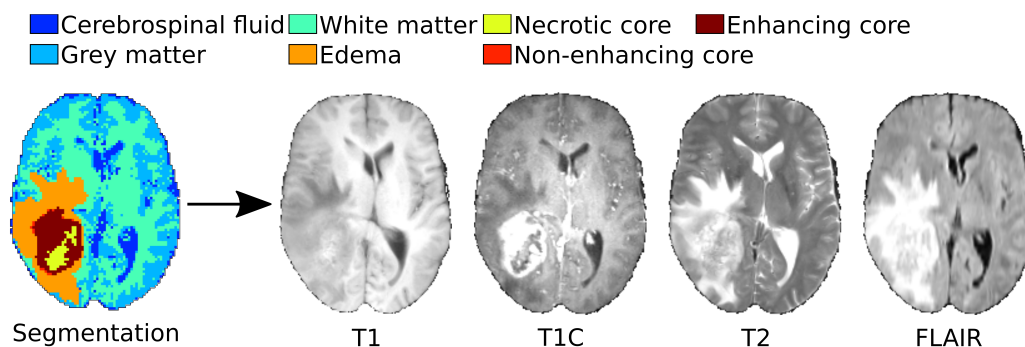 Cerebrospinal fluid White matter Necrotic core Enhancing core
Grey matter Edema Non-enhancing core
Segmentation T1 T1C T2 FLAIR